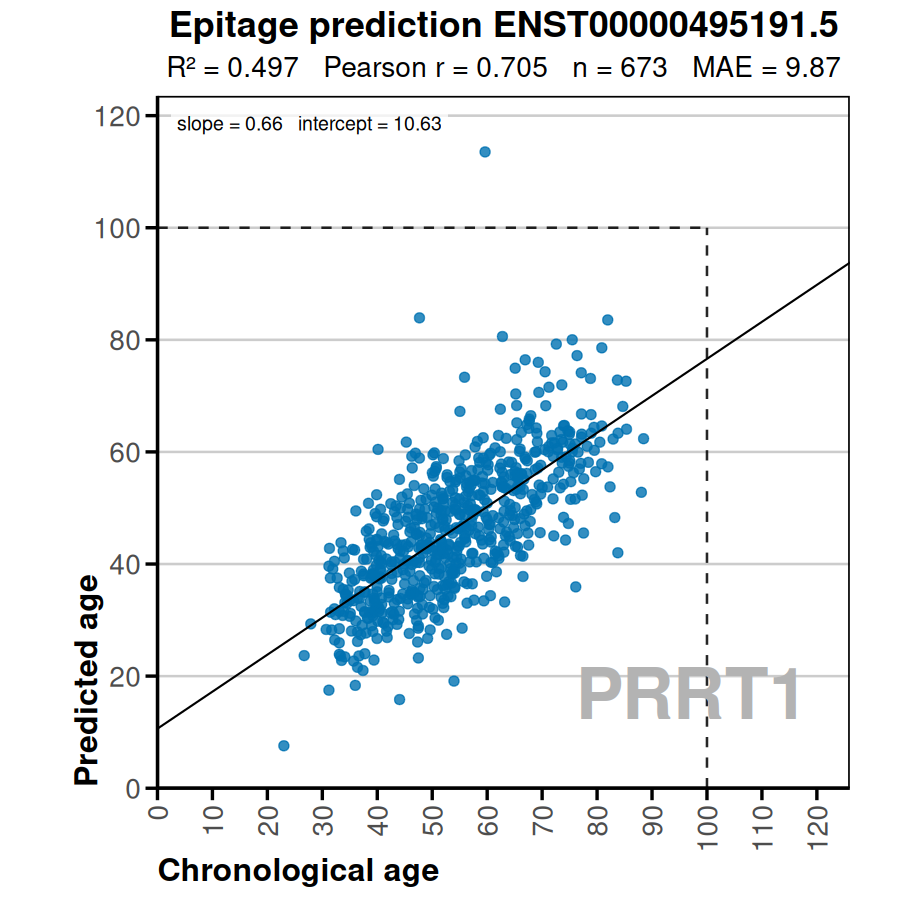 Epitage prediction ENST00000495191.5
R² = 0.497 Pearson r = 0.705 n = 673 MAE = 9.87
slope = 0.66 intercept = 10.63
120
100
80
60
40
20
0
Predicted age
PRRT1
0 10 20 30 40 50 60 70 80 90 100 110 120
Chronological age